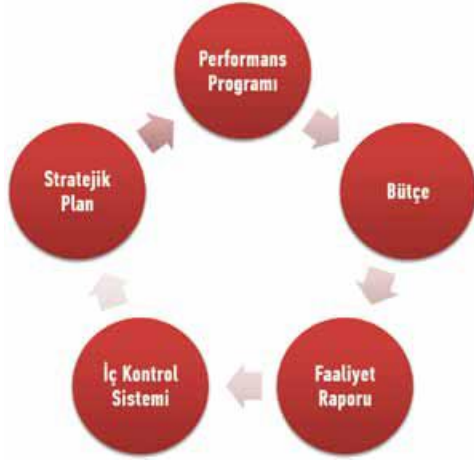 Performans
Programı
Bütçe
Faaliyet
Raporu
İç Kontrol
Sistemi
Stratejik
Plan